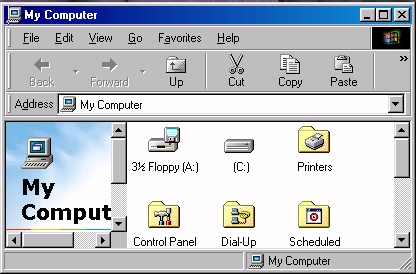 My Computer
File Edit View Go Favorites Help
Back Forward Up Cut Copy Paste »
Address My Computer
3½ Floppy (A:) (C:) Printers
My
Comput
Control Panel Dial-Up Scheduled
My Computer